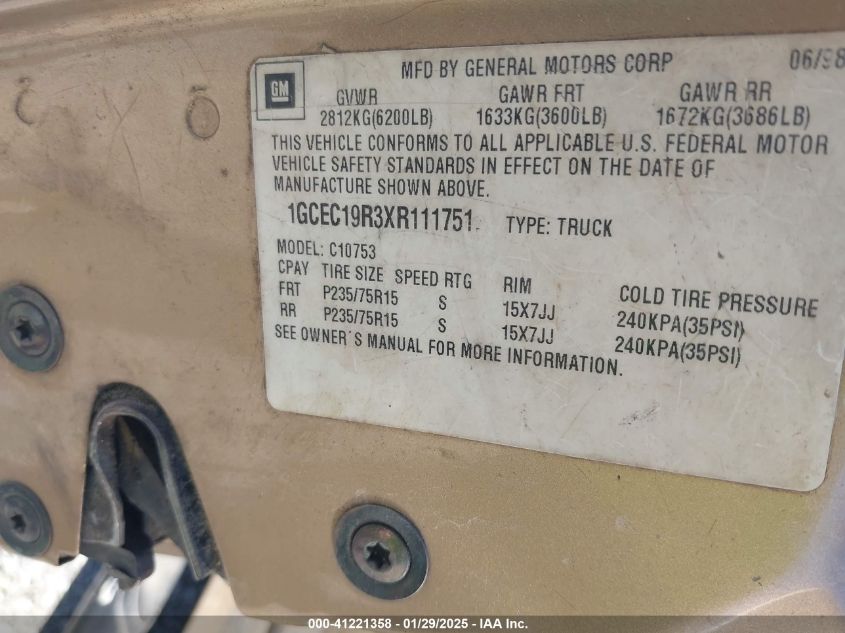 MFD BY GENERAL MOTORS CORP 06/98
GM
GVWR GAWR FRT GAWR RR
2812KG(6200LB) 1633KG(3600LB) 1672KG(3686LB)
THIS VEHICLE CONFORMS TO ALL APPLICABLE U.S. FEDERAL MOTOR
VEHICLE SAFETY STANDARDS IN EFFECT ON THE DATE OF
MANUFACTURE SHOWN ABOVE.
1GCEC19R3XR111751 TYPE: TRUCK
MODEL: C10753
CPAY TIRE SIZE SPEED RTG RIM COLD TIRE PRESSURE
FRT P235/75R15 S 15X7JJ 240KPA(35PSI)
RR P235/75R15 S 15X7JJ 240KPA(35PSI)
SEE OWNER'S MANUAL FOR MORE INFORMATION.
000-41221358 - 01/29/2025 - IAA Inc.